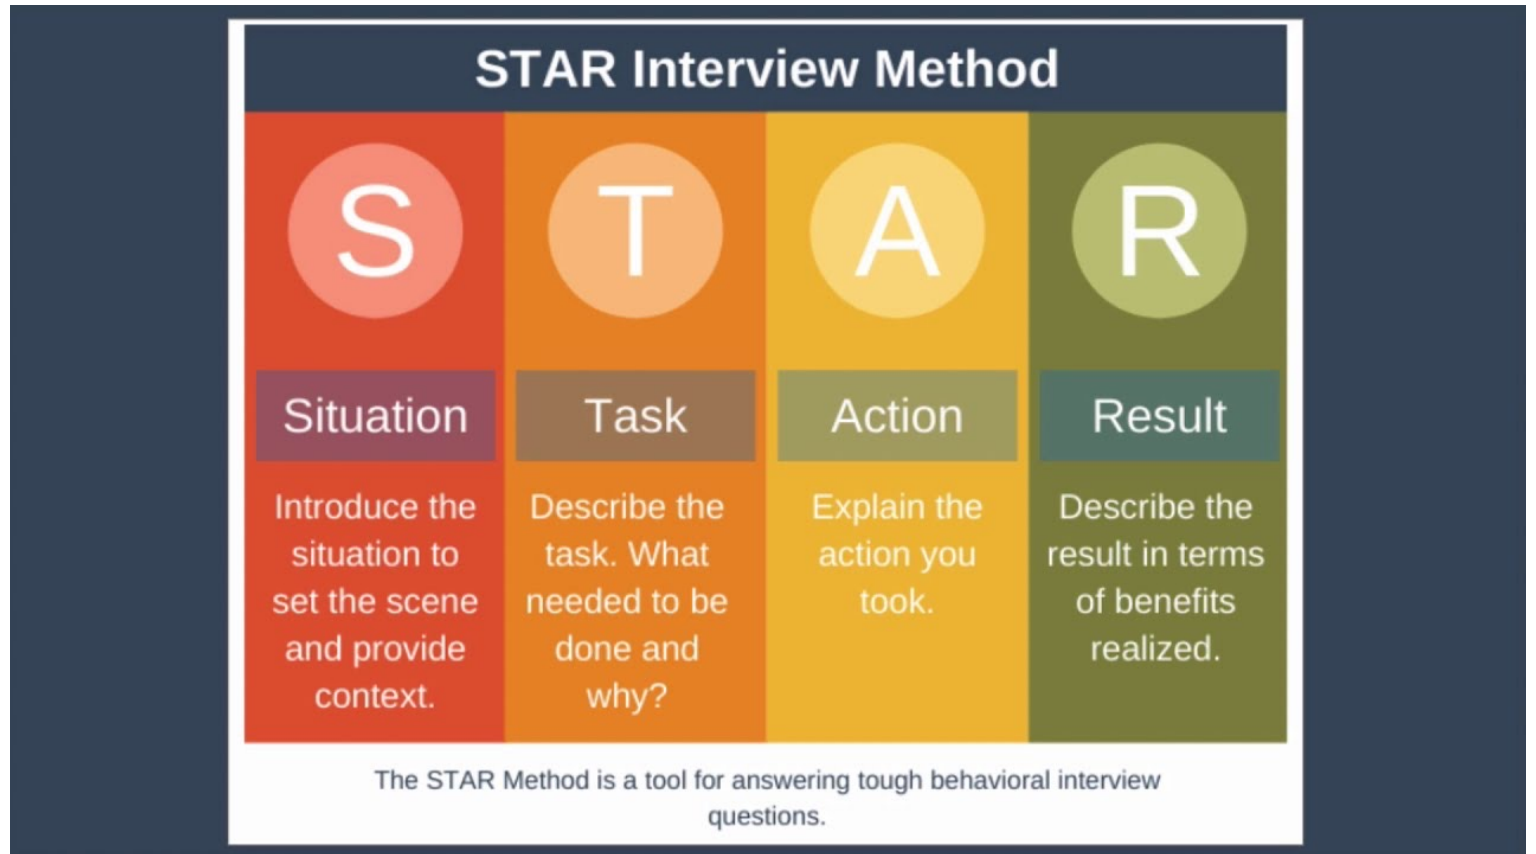 STAR Interview Method
S
T
A
R
Situation
Task
Action
Result
Introduce the
situation to
set the scene
and provide
context.
Describe the
task. What
needed to be
done and
why?
Explain the
action you
took.
Describe the
result in terms
of benefits
realized.
The STAR Method is a tool for answering tough behavioral interview
questions.